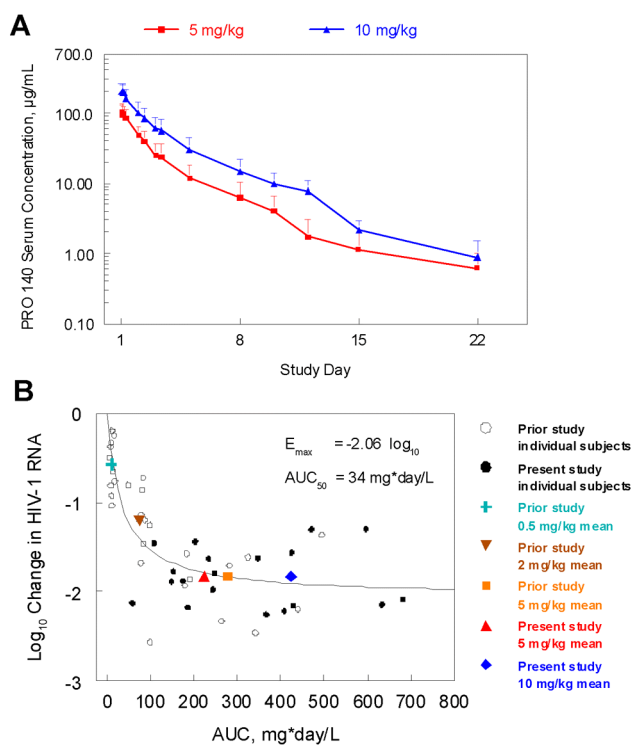 A
5 mg/kg
10 mg/kg
700.0
100.0
10.00
1.00
0.10
PRO 140 Serum Concentration, µg/mL
1
8
15
22
Study Day
B
0
-1
-2
-3
Log10 Change in HIV-1 RNA
Emax = -2.06 log10
AUC50 = 34 mg*day/L
0
100
200
300
400
500
600
700
800
AUC, mg*day/L
Prior study
individual subjects
Present study
individual subjects
Prior study
0.5 mg/kg mean
Prior study
2 mg/kg mean
Prior study
5 mg/kg mean
Present study
5 mg/kg mean
Present study
10 mg/kg mean